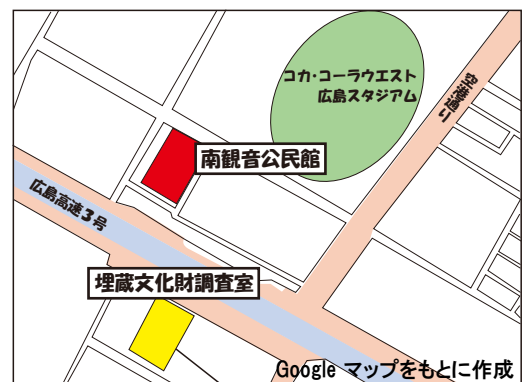 コカ・コーラウエスト
広島スタジアム
空港通り
南観音公民館
広島高速3号
埋蔵文化財調査室
Google マップをもとに作成